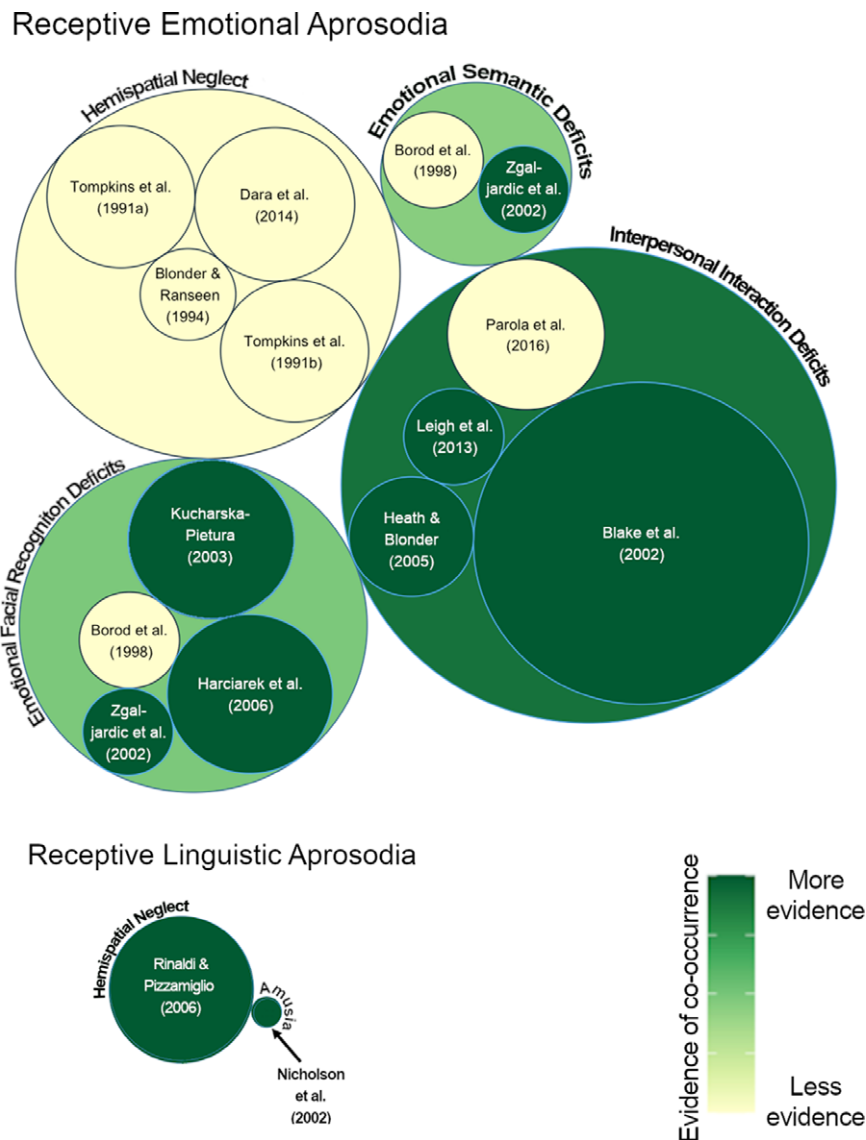 Receptive Emotional Aprosodia
Hemispatial Neglect
Tompkins et al.
(1991a)
Dara et al.
(2014)
Blonder &
Ranseen
(1994)
Tompkins et al.
(1991b)
Emotional Semantic Deficits
Borod et al.
(1998)
Zgal-
jardic et al.
(2002)
Interpersonal Interaction Deficits
Parola et al.
(2016)
Leigh et al.
(2013)
Heath &
Blonder
(2005)
Blake et al.
(2002)
Emotional Facial Recogniton Deficits
Kucharska-
Pietura
(2003)
Borod et al.
(1998)
Harciarek et al.
(2006)
Zgal-
jardic et al.
(2002)
Receptive Linguistic Aprosodia
Hemispatial Neglect
Rinaldi &
Pizzamiglio
(2006)
Amusia
Nicholson
et al.
(2002)
Evidence of co-occurrence
More
evidence
Less
evidence